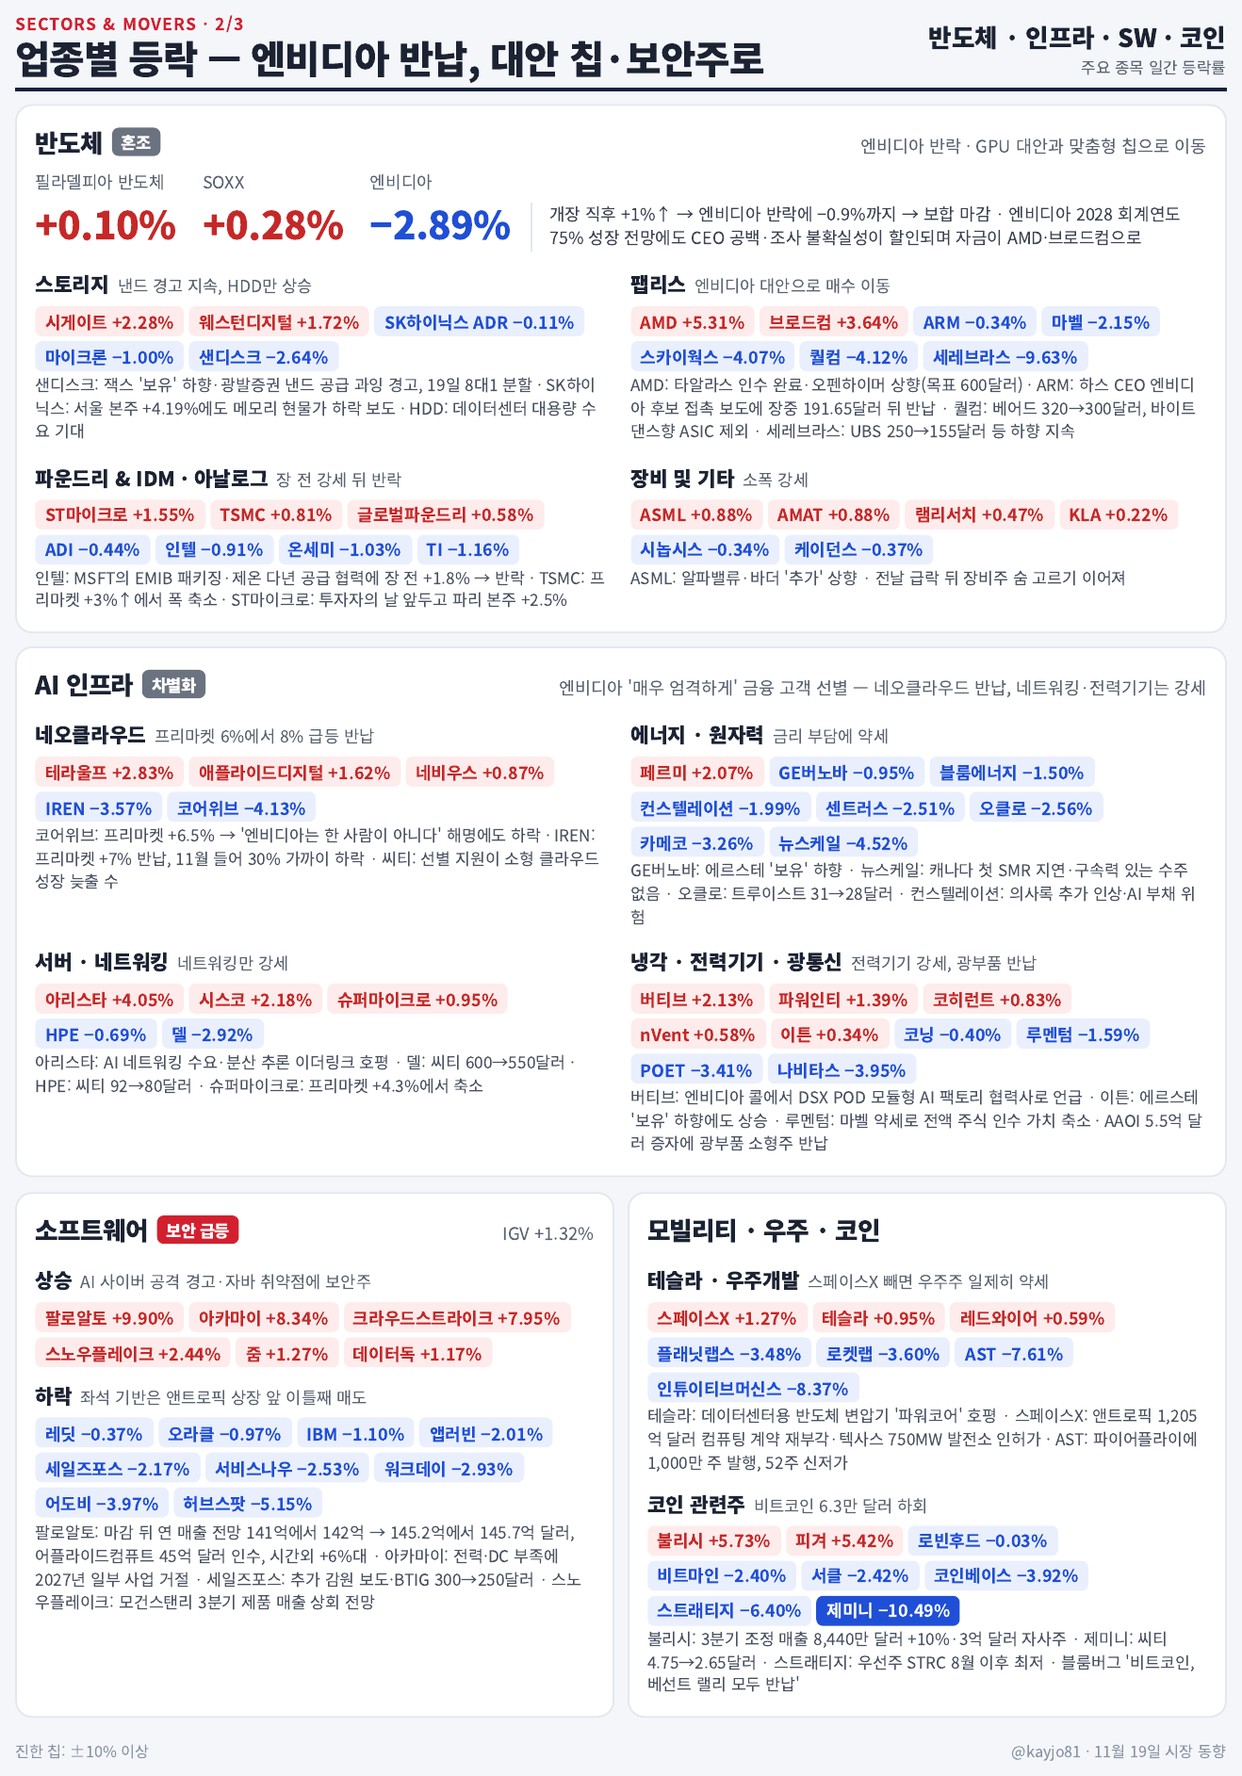 SECTORS & MOVERS · 2/3
업종별 등락 — 엔비디아 반납, 대안 칩·보안주로
반도체 · 인프라 · SW · 코인
주요 종목 일간 등락률
반도체 혼조
엔비디아 반락 · GPU 대안과 맞춤형 칩으로 이동
필라델피아 반도체 SOXX 엔비디아
+0.10% +0.28% −2.89%
개장 직후 +1%↑ → 엔비디아 반락에 −0.9%까지 → 보합 마감 · 엔비디아 2028 회계연도
75% 성장 전망에도 CEO 공백·조사 불확실성이 할인되며 자금이 AMD·브로드컴으로
스토리지 낸드 경고 지속, HDD만 상승
시게이트 +2.28% 웨스턴디지털 +1.72% SK하이닉스 ADR −0.11%
마이크론 −1.00% 샌디스크 −2.64%
샌디스크: 잭스 '보유' 하향·광발증권 낸드 공급 과잉 경고, 19일 8대1 분할 · SK하이
닉스: 서울 본주 +4.19%에도 메모리 현물가 하락 보도 · HDD: 데이터센터 대용량 수
요 기대
팹리스 엔비디아 대안으로 매수 이동
AMD +5.31% 브로드컴 +3.64% ARM −0.34% 마벨 −2.15%
스카이웍스 −4.07% 퀄컴 −4.12% 세레브라스 −9.63%
AMD: 타알라스 인수 완료·오펜하이머 상향(목표 600달러) · ARM: 하스 CEO 엔비디
아 후보 접촉 보도에 장중 191.65달러 뒤 반납 · 퀄컴: 베어드 320→300달러, 바이트
댄스향 ASIC 제외 · 세레브라스: UBS 250→155달러 등 하향 지속
파운드리 & IDM · 아날로그 장 전 강세 뒤 반락
ST마이크로 +1.55% TSMC +0.81% 글로벌파운드리 +0.58%
ADI −0.44% 인텔 −0.91% 온세미 −1.03% TI −1.16%
인텔: MSFT의 EMIB 패키징·제온 다년 공급 협력에 장 전 +1.8% → 반락 · TSMC: 프
리마켓 +3%↑에서 폭 축소 · ST마이크로: 투자자의 날 앞두고 파리 본주 +2.5%
장비 및 기타 소폭 강세
ASML +0.88% AMAT +0.88% 램리서치 +0.47% KLA +0.22%
시놉시스 −0.34% 케이던스 −0.37%
ASML: 알파밸류·바더 '추가' 상향 · 전날 급락 뒤 장비주 숨 고르기 이어져
AI 인프라 차별화
엔비디아 '매우 엄격하게' 금융 고객 선별 — 네오클라우드 반납, 네트워킹·전력기기는 강세
네오클라우드 프리마켓 6%에서 8% 급등 반납
테라울프 +2.83% 애플라이드디지털 +1.62% 네비우스 +0.87%
IREN −3.57% 코어위브 −4.13%
코어위브: 프리마켓 +6.5% → '엔비디아는 한 사람이 아니다' 해명에도 하락 · IREN:
프리마켓 +7% 반납, 11월 들어 30% 가까이 하락 · 씨티: 선별 지원이 소형 클라우드
성장 늦출 수
에너지 · 원자력 금리 부담에 약세
페르미 +2.07% GE버노바 −0.95% 블룸에너지 −1.50%
컨스텔레이션 −1.99% 센트러스 −2.51% 오클로 −2.56%
카메코 −3.26% 뉴스케일 −4.52%
GE버노바: 에르스테 '보유' 하향 · 뉴스케일: 캐나다 첫 SMR 지연·구속력 있는 수주
없음 · 오클로: 트루이스트 31→28달러 · 컨스텔레이션: 의사록 추가 인상·AI 부채 위
험
서버 · 네트워킹 네트워킹만 강세
아리스타 +4.05% 시스코 +2.18% 슈퍼마이크로 +0.95%
HPE −0.69% 델 −2.92%
아리스타: AI 네트워킹 수요·분산 추론 이더링크 호평 · 델: 씨티 600→550달러 ·
HPE: 씨티 92→80달러 · 슈퍼마이크로: 프리마켓 +4.3%에서 축소
냉각 · 전력기기 · 광통신 전력기기 강세, 광부품 반납
버티브 +2.13% 파워인티 +1.39% 코히런트 +0.83%
nVent +0.58% 이튼 +0.34% 코닝 −0.40% 루멘텀 −1.59%
POET −3.41% 나비타스 −3.95%
버티브: 엔비디아 콜에서 DSX POD 모듈형 AI 팩토리 협력사로 언급 · 이튼: 에르스테
'보유' 하향에도 상승 · 루멘텀: 마벨 약세로 전액 주식 인수 가치 축소 · AAOI 5.5억 달
러 증자에 광부품 소형주 반납
소프트웨어 보안 급등
IGV +1.32%
상승 AI 사이버 공격 경고·자바 취약점에 보안주
팔로알토 +9.90% 아카마이 +8.34% 크라우드스트라이크 +7.95%
스노우플레이크 +2.44% 줌 +1.27% 데이터독 +1.17%
하락 좌석 기반은 앤트로픽 상장 앞 이틀째 매도
레딧 −0.37% 오라클 −0.97% IBM −1.10% 앱러빈 −2.01%
세일즈포스 −2.17% 서비스나우 −2.53% 워크데이 −2.93%
어도비 −3.97% 허브스팟 −5.15%
팔로알토: 마감 뒤 연 매출 전망 141억에서 142억 → 145.2억에서 145.7억 달러,
어플라이드컴퓨트 45억 달러 인수, 시간외 +6%대 · 아카마이: 전력·DC 부족에
2027년 일부 사업 거절 · 세일즈포스: 추가 감원 보도·BTIG 300→250달러 · 스노
우플레이크: 모건스탠리 3분기 제품 매출 상회 전망
모빌리티 · 우주 · 코인
테슬라 · 우주개발 스페이스X 빼면 우주주 일제히 약세
스페이스X +1.27% 테슬라 +0.95% 레드와이어 +0.59%
플래닛랩스 −3.48% 로켓랩 −3.60% AST −7.61%
인튜이티브머신스 −8.37%
테슬라: 데이터센터용 반도체 변압기 '파워코어' 호평 · 스페이스X: 앤트로픽 1,205
억 달러 컴퓨팅 계약 재부각·텍사스 750MW 발전소 인허가 · AST: 파이어플라이에
1,000만 주 발행, 52주 신저가
코인 관련주 비트코인 6.3만 달러 하회
불리시 +5.73% 피겨 +5.42% 로빈후드 −0.03%
비트마인 −2.40% 서클 −2.42% 코인베이스 −3.92%
스트래티지 −6.40% 제미니 −10.49%
불리시: 3분기 조정 매출 8,440만 달러 +10%·3억 달러 자사주 · 제미니: 씨티
4.75→2.65달러 · 스트래티지: 우선주 STRC 8월 이후 최저 · 블룸버그 '비트코인,
베선트 랠리 모두 반납'
진한 칩: ±10% 이상
@kayjo81 · 11월 19일 시장 동향